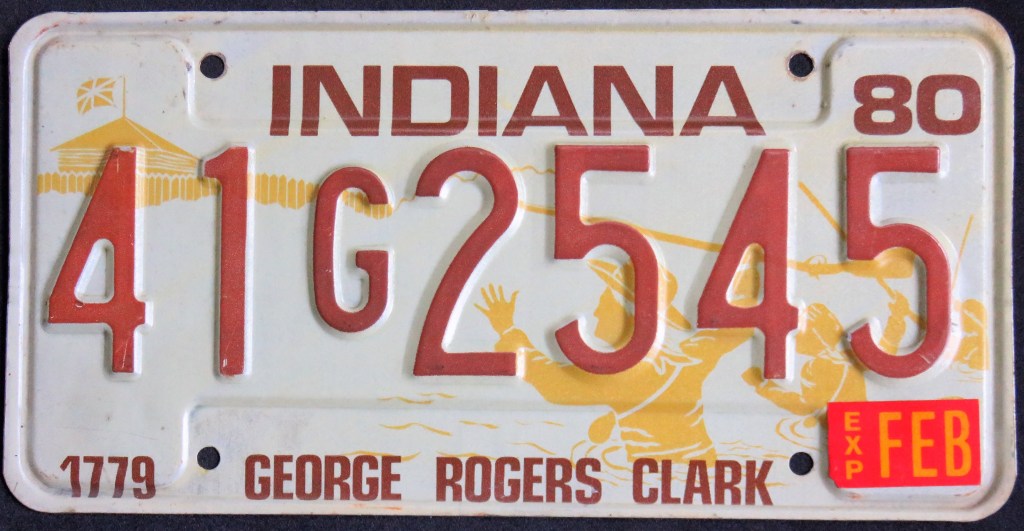 INDIANA 80
41G2545
EXP FEB
1779 GEORGE ROGERS CLARK